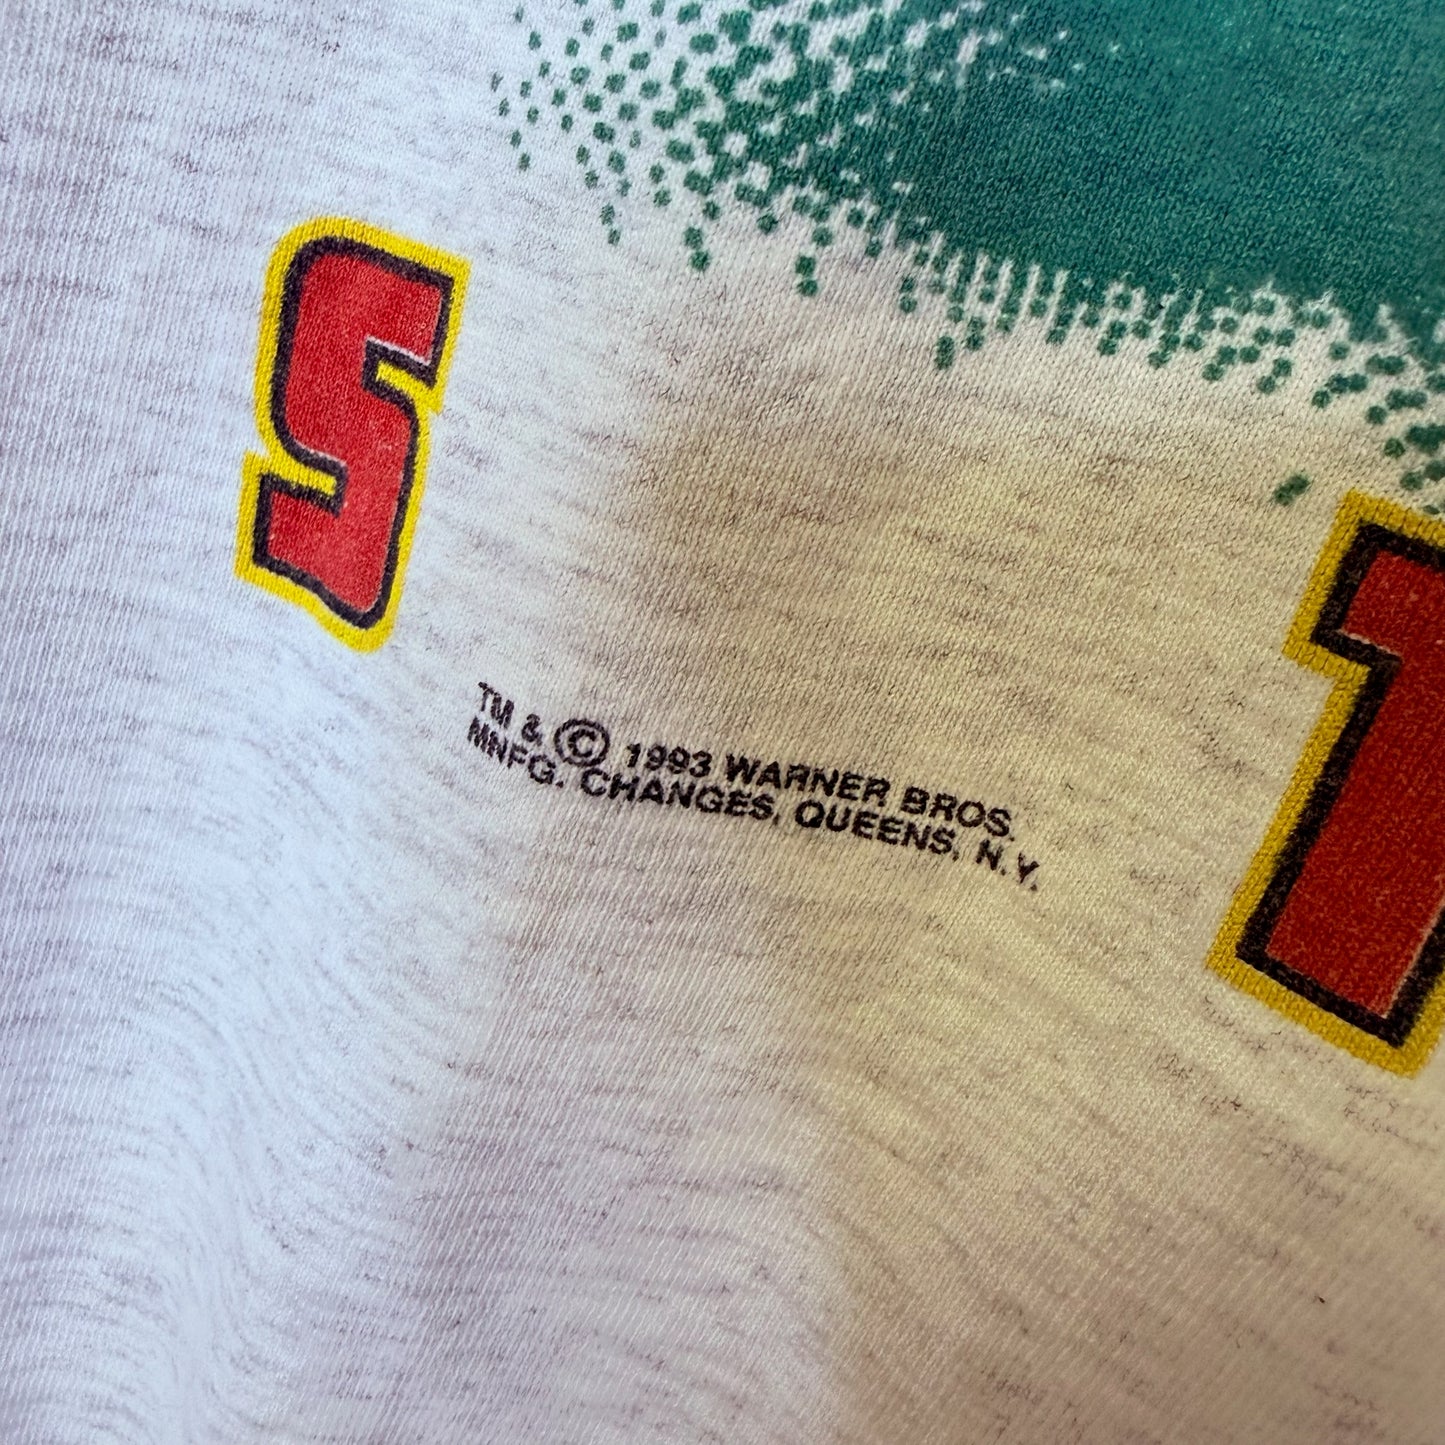 S
TM & © 1993 WARNER BROS.
MNFG. CHANGES, QUEENS, N.Y.